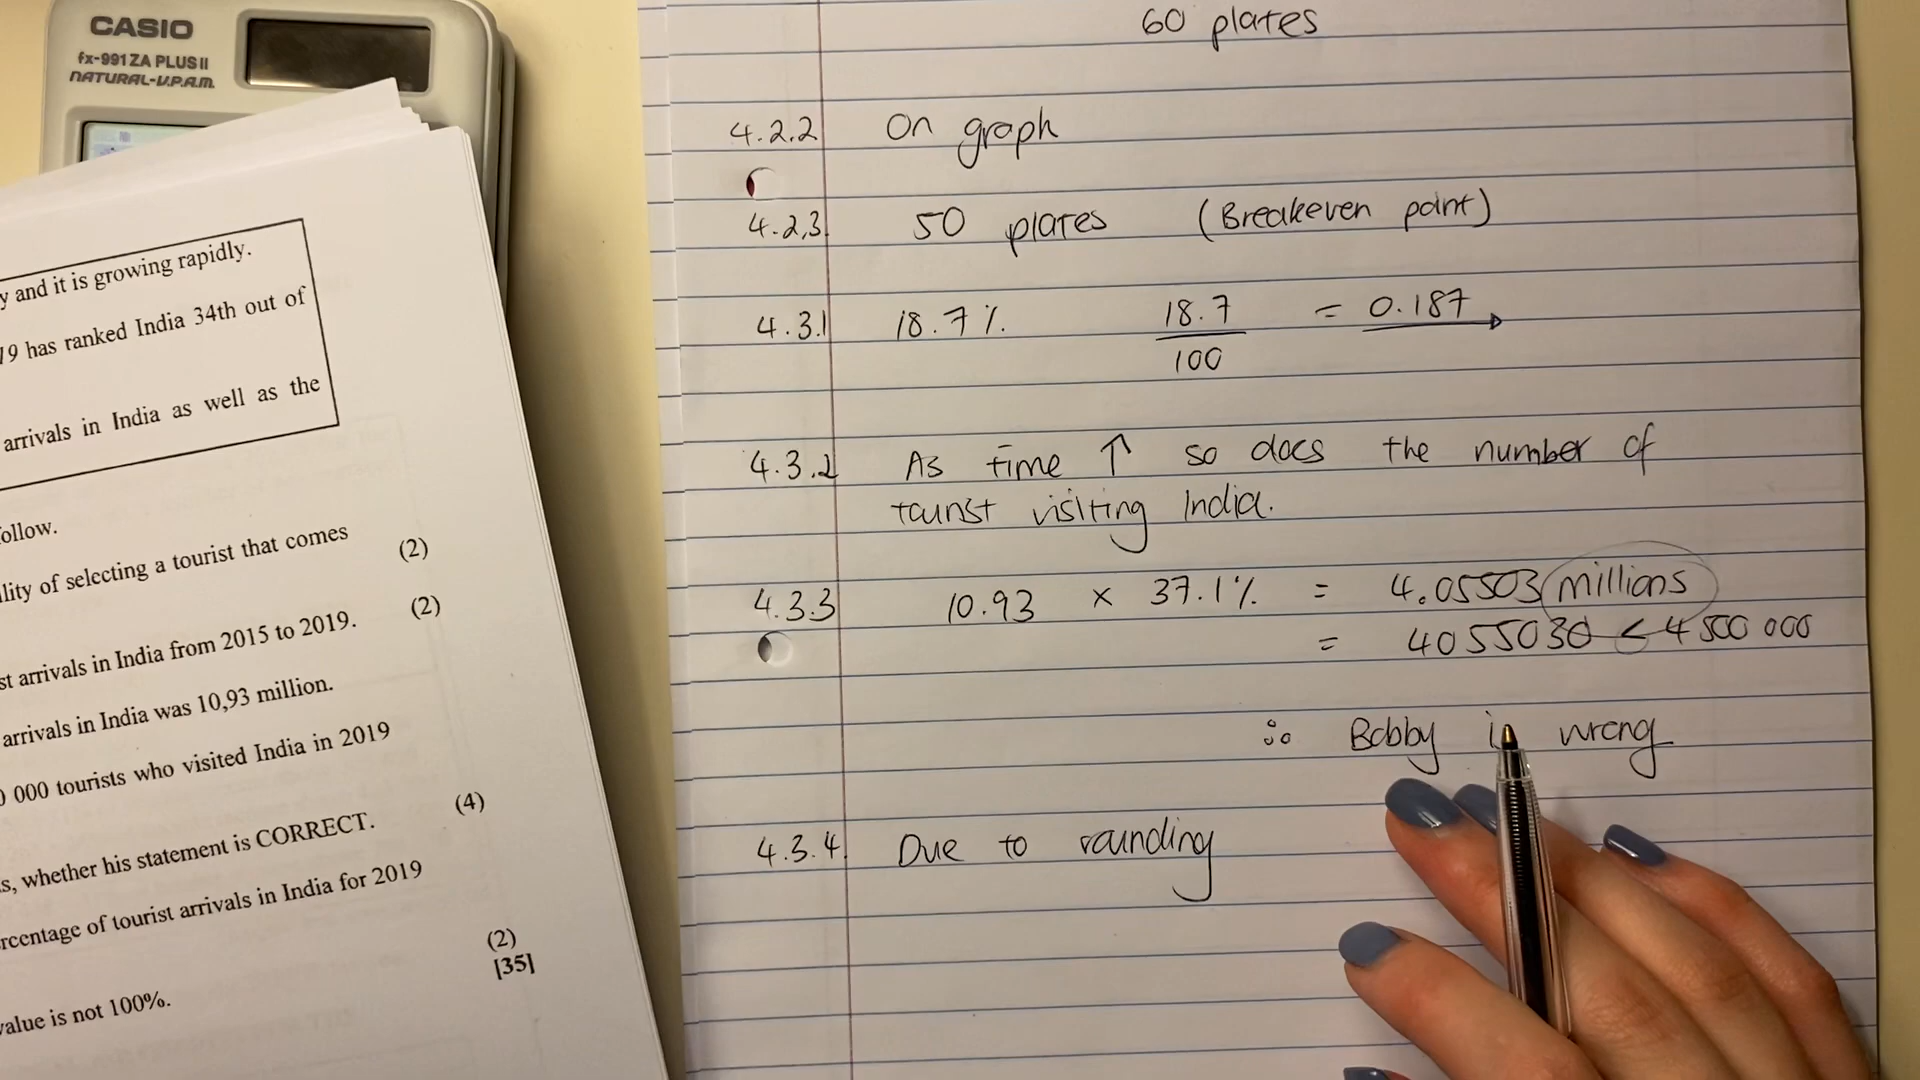 CASIO
fx-991ZA PLUS II
NATURAL-V.P.A.M.
y and it is growing rapidly.
19 has ranked India 34th out of
arrivals in India as well as the
follow.
lity of selecting a tourist that comes (2)
st arrivals in India from 2015 to 2019. (2)
arrivals in India was 10,93 million.
0 000 tourists who visited India in 2019
s, whether his statement is CORRECT. (4)
rcentage of tourist arrivals in India for 2019
value is not 100%. (2)
[35]
60 plates
4.2.2 On graph
4.2.3 50 plates (Breakeven point)
4.3.1 18.7% 18.7/100 = 0.187
4.3.2 As time ↑ so does the number of
tourist visiting India.
4.3.3 10.93 × 37.1% = 4.05503 millions
= 4055030 < 4 500 000
∴ Bobby is wrong
4.3.4 Due to rounding